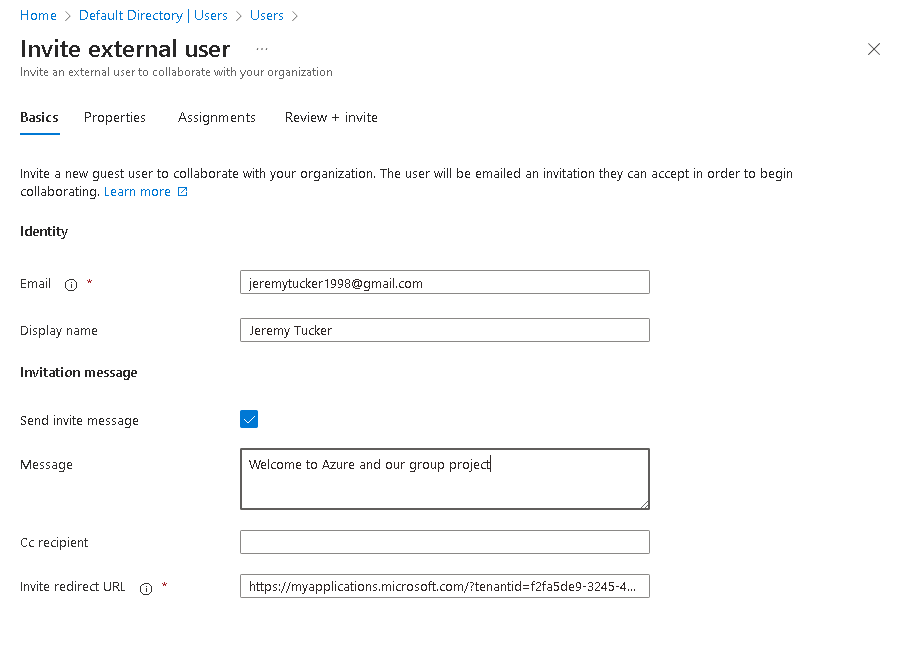 Home > Default Directory | Users > Users >
Invite external user ...
Invite an external user to collaborate with your organization
Basics Properties Assignments Review + invite
Invite a new guest user to collaborate with your organization. The user will be emailed an invitation they can accept in order to begin
collaborating. Learn more
Identity
Email * jeremytucker1998@gmail.com
Display name Jeremy Tucker
Invitation message
Send invite message
Message Welcome to Azure and our group project
Cc recipient
Invite redirect URL * https://myapplications.microsoft.com/?tenantid=f2fa5de9-3245-4...